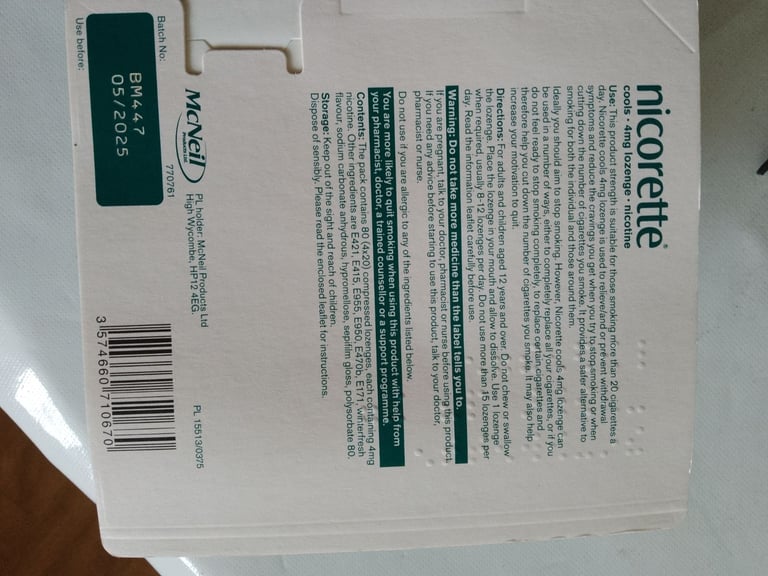 nicorette®
cools · 4mg lozenge · nicotine
Use: This product strength is suitable for those smoking more than 20 cigarettes a
day. Nicorette cools 4mg lozenge is used to relieve and/or prevent withdrawal
symptoms and reduce the cravings you get when you try to stop smoking or when
cutting down the number of cigarettes you smoke. It provides a safer alternative to
smoking for both the individual and those around them.
Ideally you should aim to stop smoking. However, Nicorette cools 4mg lozenge can
be used in a number of ways, either to completely replace all your cigarettes, or if you
do not feel ready to stop smoking completely, to replace certain cigarettes and
therefore help you cut down the number of cigarettes you smoke. It may also help
increase your motivation to quit.
Directions: For adults and children aged 12 years and over. Do not chew or swallow
the lozenge. Place the lozenge in your mouth and allow to dissolve. Use 1 lozenge
when required, usually 8-12 lozenges per day. Do not use more than 15 lozenges per
day. Read the information leaflet carefully before use.
Warning: Do not take more medicine than the label tells you to.
If you are pregnant, talk to your doctor, pharmacist or nurse before using this product.
If you need any advice before starting to use this product, talk to your doctor,
pharmacist or nurse.
Do not use if you are allergic to any of the ingredients listed below.
You are more likely to quit smoking when using this product with help from
your pharmacist, doctor, a trained counsellor or a support programme.
Contents: The pack contains 80 (4x20) compressed lozenges, each containing 4mg
nicotine. Other ingredients are E421, E415, E965, E950, E470b, E171, winterfresh
flavour, sodium carbonate anhydrous, hypromellose, sepifilm gloss, polysorbate 80.
Storage: Keep out of the sight and reach of children.
Dispose of sensibly. Please read the enclosed leaflet for instructions.
McNeil
Products Ltd
PL holder: McNeil Products Ltd
High Wycombe, HP12 4EG.
PL 15513/0375
770761
Batch No:
BM447
Use before:
05/2025
3 574660 710670